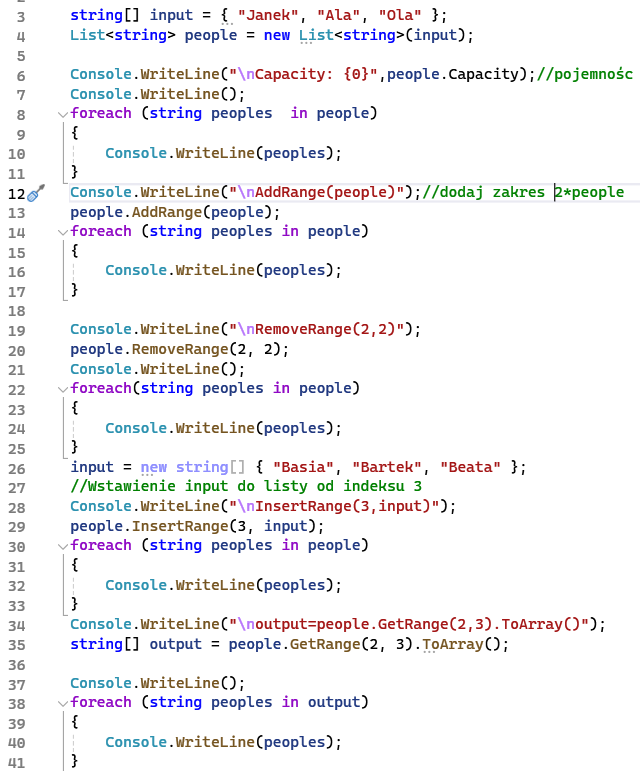 2
3 string[] input = { "Janek", "Ala", "Ola" };
4 List<string> people = new List<string>(input);
5
6 Console.WriteLine("\nCapacity: {0}",people.Capacity);//pojemnośc
7 Console.WriteLine();
8 foreach (string peoples  in people)
9 {
10     Console.WriteLine(peoples);
11 }
12 Console.WriteLine("\nAddRange(people)");//dodaj zakres 2*people
13 people.AddRange(people);
14 foreach (string peoples in people)
15 {
16     Console.WriteLine(peoples);
17 }
18
19 Console.WriteLine("\nRemoveRange(2,2)");
20 people.RemoveRange(2, 2);
21 Console.WriteLine();
22 foreach(string peoples in people)
23 {
24     Console.WriteLine(peoples);
25 }
26 input = new string[] { "Basia", "Bartek", "Beata" };
27 //Wstawienie input do listy od indeksu 3
28 Console.WriteLine("\nInsertRange(3,input)");
29 people.InsertRange(3, input);
30 foreach (string peoples in people)
31 {
32     Console.WriteLine(peoples);
33 }
34 Console.WriteLine("\noutput=people.GetRange(2,3).ToArray()");
35 string[] output = people.GetRange(2, 3).ToArray();
36
37 Console.WriteLine();
38 foreach (string peoples in output)
39 {
40     Console.WriteLine(peoples);
41 }